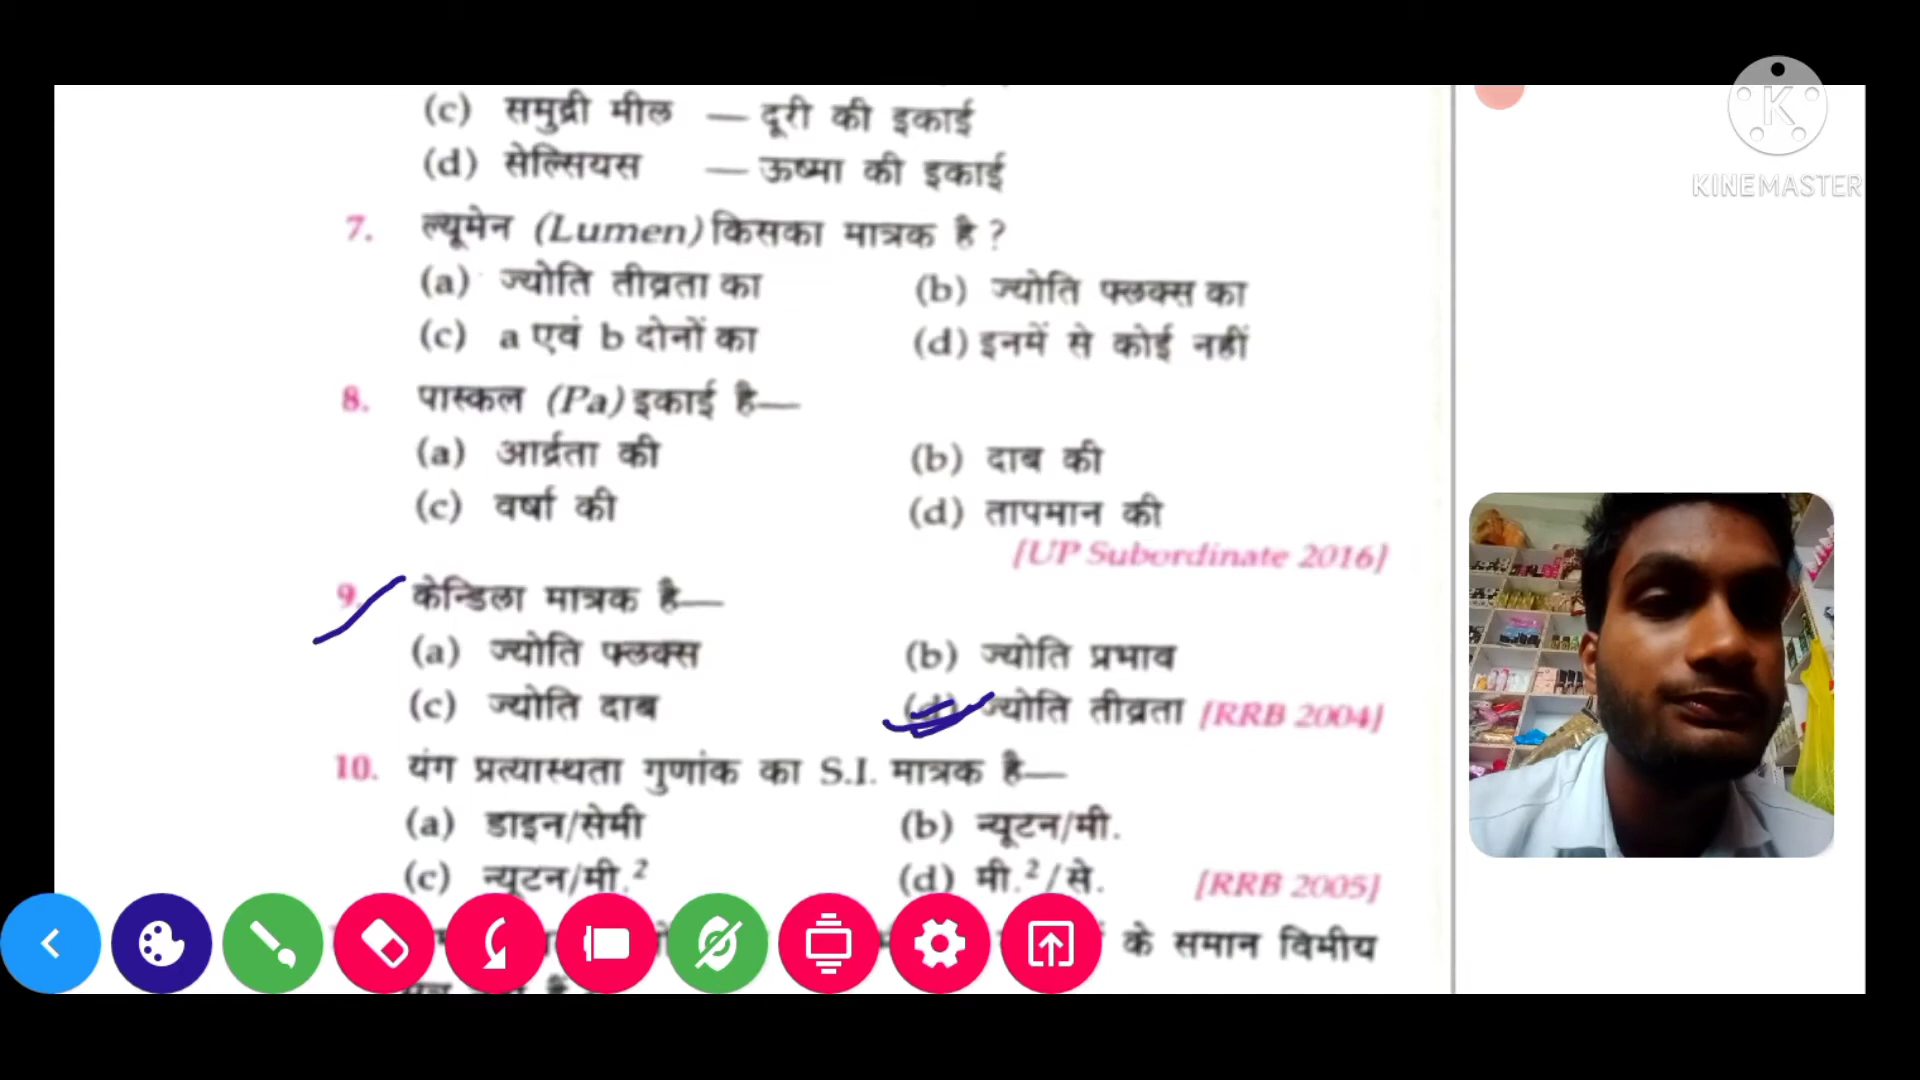 (c) समुद्री मील — दूरी की इकाई
(d) सेल्सियस — ऊष्मा की इकाई
KINEMASTER
7. ल्यूमेन (Lumen) किसका मात्रक है ?
(a) ज्योति तीव्रता का (b) ज्योति फ्लक्स का
(c) a एवं b दोनों का (d) इनमें से कोई नहीं
8. पास्कल (Pa) इकाई है—
(a) आर्द्रता की (b) दाब की
(c) वर्षा की (d) तापमान की
[UP Subordinate 2016]
9. केन्डिला मात्रक है—
(a) ज्योति फ्लक्स (b) ज्योति प्रभाव
(c) ज्योति दाब (d) ज्योति तीव्रता [RRB 2004]
10. यंग प्रत्यास्थता गुणांक का S.I. मात्रक है—
(a) डाइन/सेमी (b) न्यूटन/मी.
(c) न्यूटन/मी.² (d) मी.²/से. [RRB 2005]
के समान विमीय